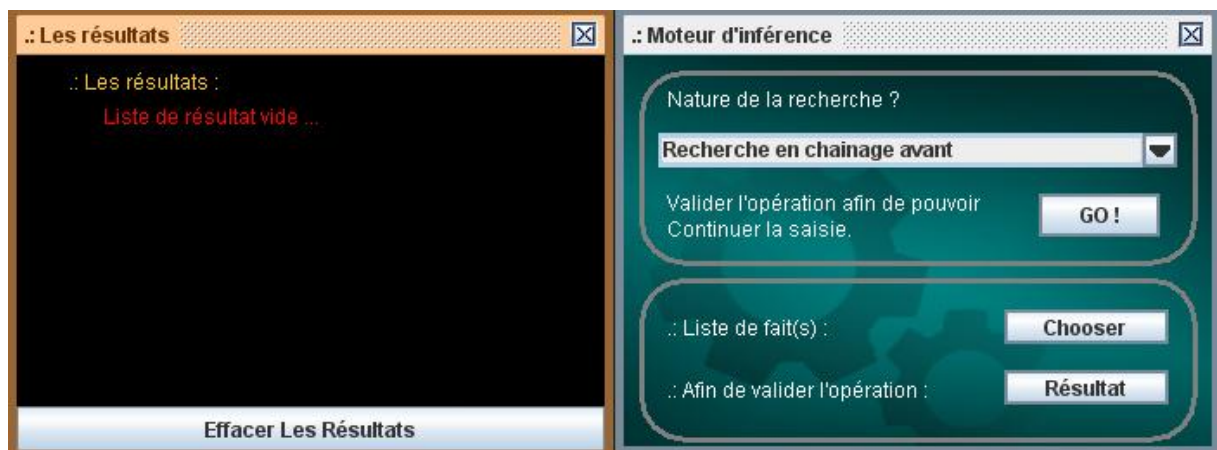 .: Les résultats
.: Les résultats :
Liste de résultat vide ...
Effacer Les Résultats
.: Moteur d'inférence
Nature de la recherche ?
Recherche en chainage avant
Valider l'opération afin de pouvoir
Continuer la saisie.
GO !
.: Liste de fait(s) :
Chooser
.: Afin de valider l'opération :
Résultat